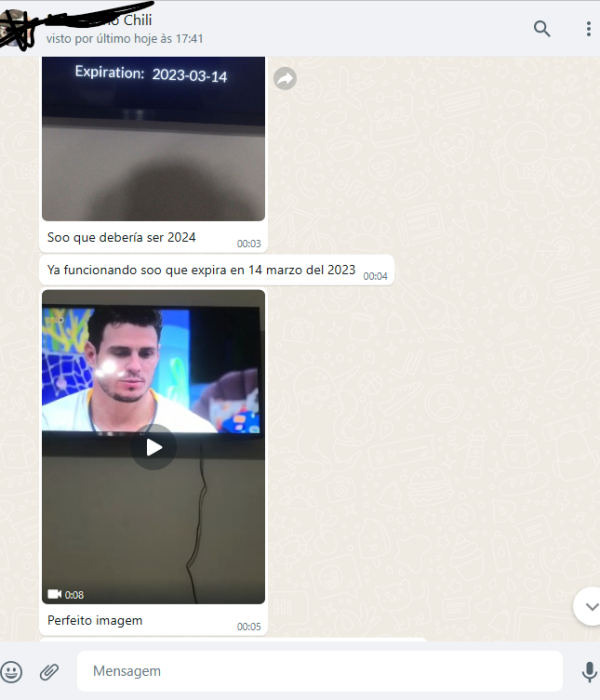 Chili
visto por último hoje às 17:41
Expiration: 2023-03-14
Soo que debería ser 2024
00:03
Ya funcionando soo que expira en 14 marzo del 2023
00:04
0:08
Perfeito imagem
00:05
Mensagem